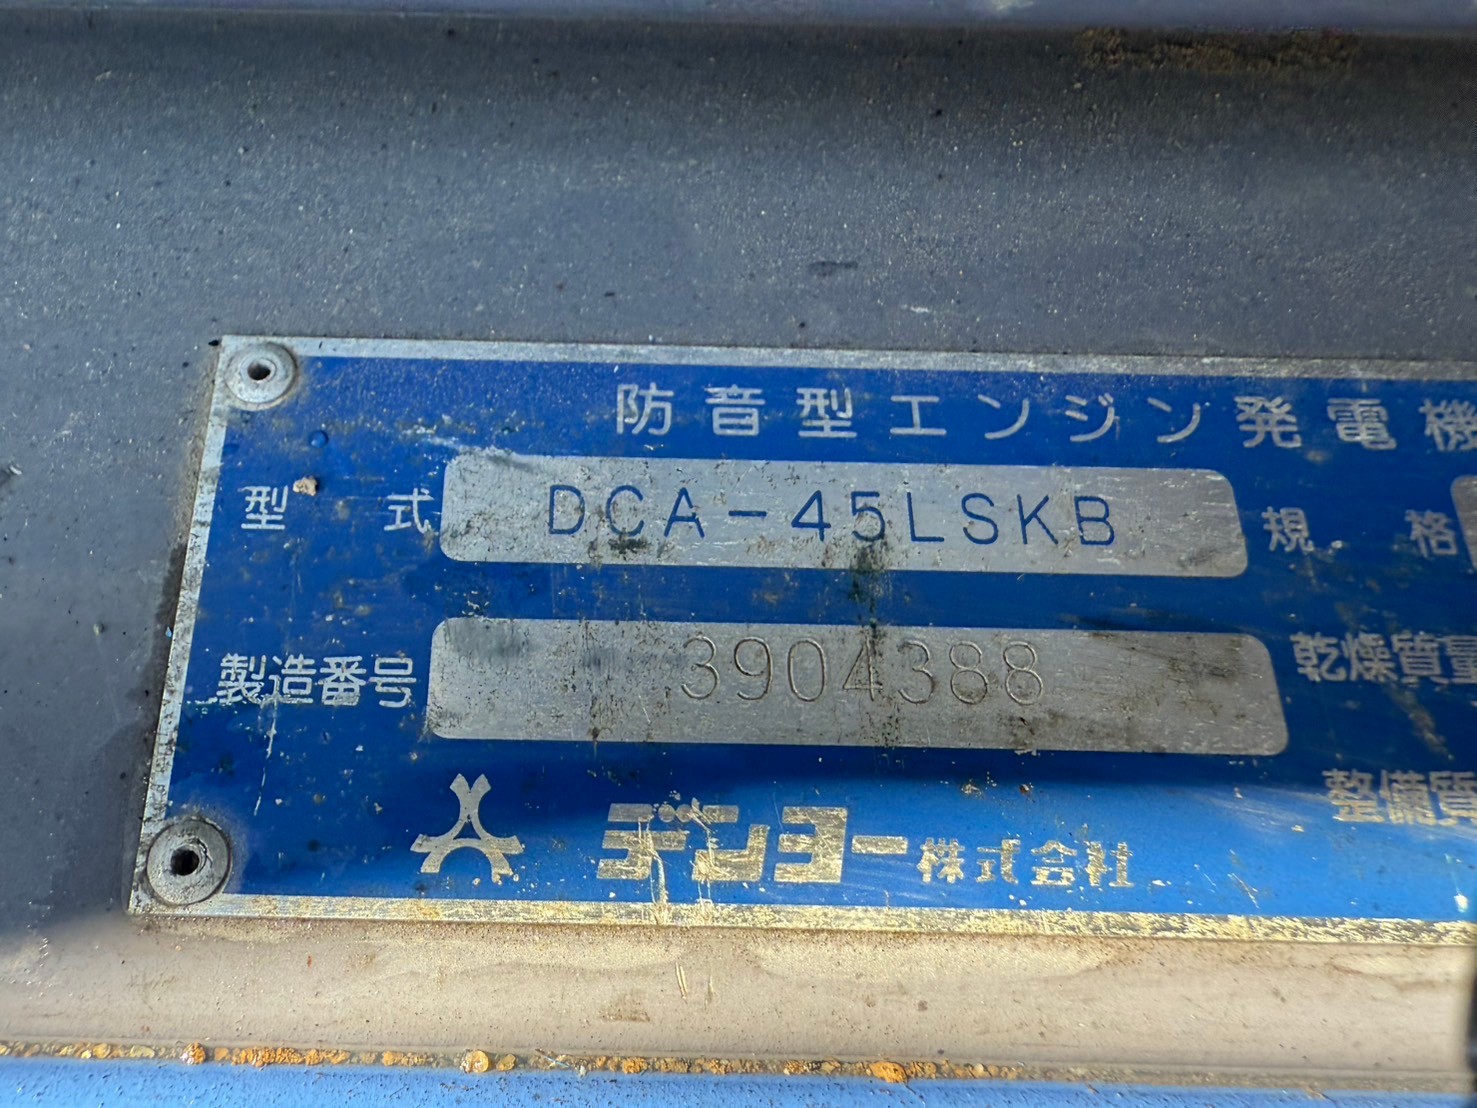 防音型エンジン発電機
型式 DCA-45LSKB 規格
製造番号 3904388 乾燥質量
整備質
デンヨー株式会社